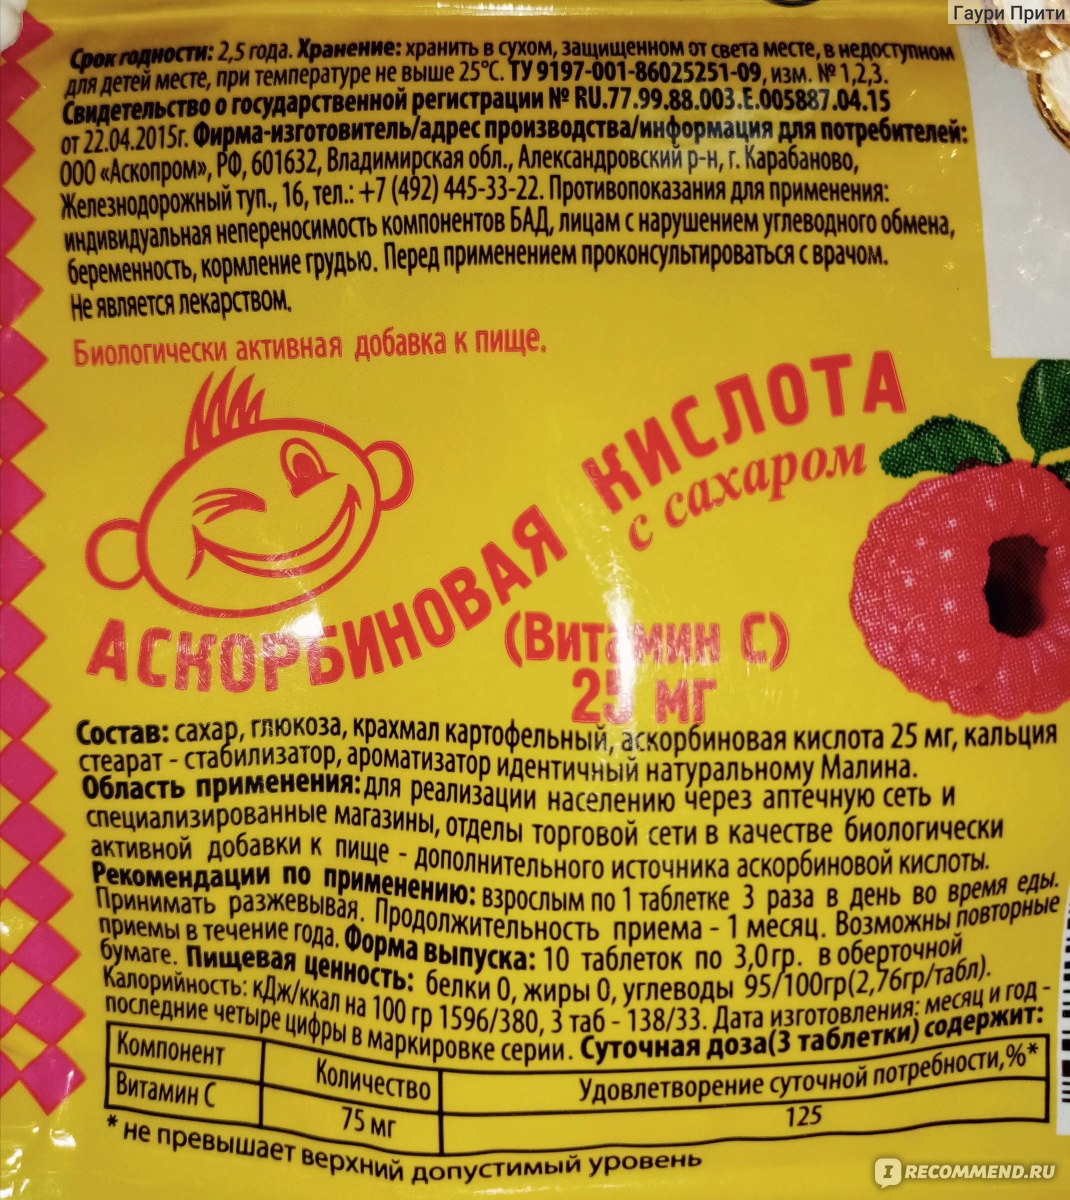 Гаури Прити
Срок годности: 2,5 года. Хранение: хранить в сухом, защищенном от света месте, в недоступном
для детей месте, при температуре не выше 25°С. ТУ 9197-001-86025251-09, изм. № 1,2,3.
Свидетельство о государственной регистрации № RU.77.99.88.003.Е.005887.04.15
от 22.04.2015г. Фирма-изготовитель/адрес производства/информация для потребителей:
ООО «Аскопром», РФ, 601632, Владимирская обл., Александровский р-н, г. Карабаново,
Железнодорожный туп., 16, тел.: +7 (492) 445-33-22. Противопоказания для применения:
индивидуальная непереносимость компонентов БАД, лицам с нарушением углеводного обмена,
беременность, кормление грудью. Перед применением проконсультироваться с врачом.
Не является лекарством.
Биологически активная добавка к пище.
АСКОРБИНОВАЯ КИСЛОТА
с сахаром
(Витамин С)
25 мг
Состав: сахар, глюкоза, крахмал картофельный, аскорбиновая кислота 25 мг, кальция
стеарат - стабилизатор, ароматизатор идентичный натуральному Малина.
Область применения: для реализации населению через аптечную сеть и
специализированные магазины, отделы торговой сети в качестве биологически
активной добавки к пище - дополнительного источника аскорбиновой кислоты.
Рекомендации по применению: взрослым по 1 таблетке 3 раза в день во время еды.
Принимать разжевывая. Продолжительность приема - 1 месяц. Возможны повторные
приемы в течение года. Форма выпуска: 10 таблеток по 3,0гр. в оберточной
бумаге. Пищевая ценность: белки 0, жиры 0, углеводы 95/100гр(2,76гр/табл).
Калорийность: кДж/ккал на 100 гр 1596/380, 3 таб - 138/33. Дата изготовления: месяц и год -
последние четыре цифры в маркировке серии. Суточная доза(3 таблетки) содержит:
Компонент Количество Удовлетворение суточной потребности,%*
Витамин С 75 мг 125
* не превышает верхний допустимый уровень
IRECOMMEND.RU